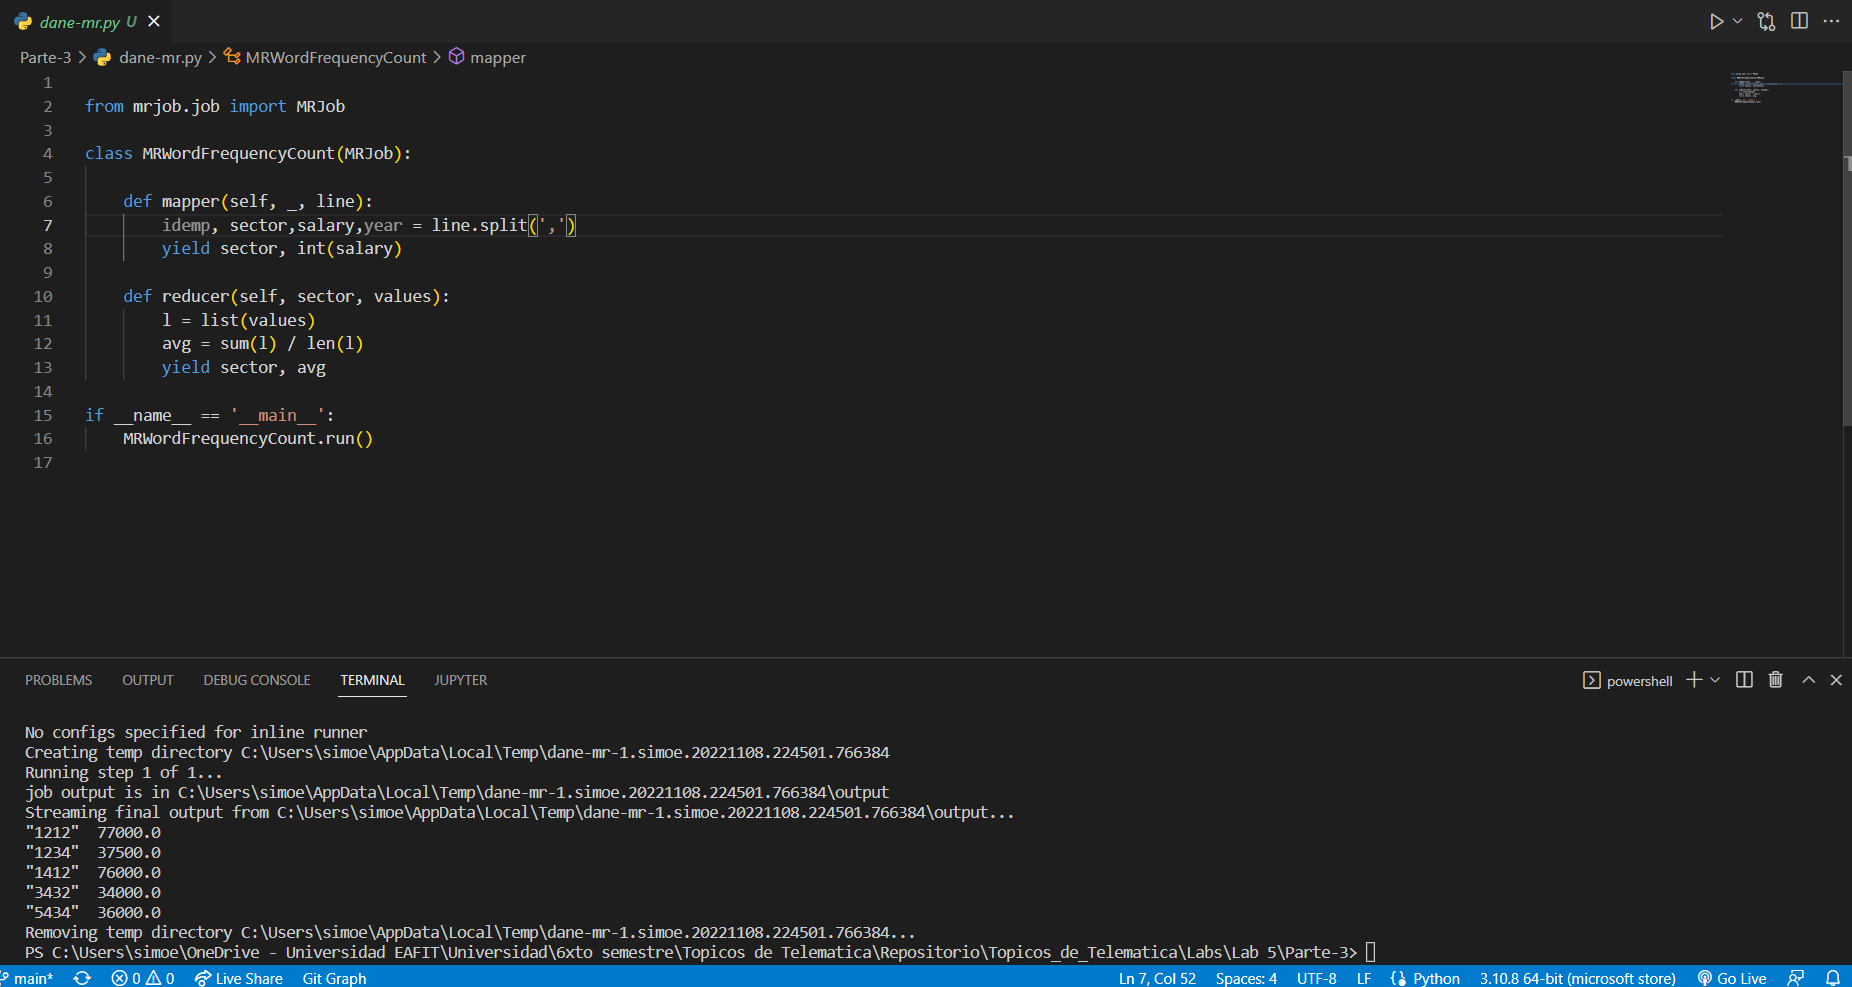 dane-mr.py U
Parte-3 > dane-mr.py > MRWordFrequencyCount > mapper
1
2 from mrjob.job import MRJob
3
4 class MRWordFrequencyCount(MRJob):
5
6 def mapper(self, _, line):
7 idemp, sector,salary,year = line.split(',')
8 yield sector, int(salary)
9
10 def reducer(self, sector, values):
11 l = list(values)
12 avg = sum(l) / len(l)
13 yield sector, avg
14
15 if __name__ == '__main__':
16 MRWordFrequencyCount.run()
17
PROBLEMS OUTPUT DEBUG CONSOLE TERMINAL JUPYTER powershell
No configs specified for inline runner
Creating temp directory C:\Users\simoe\AppData\Local\Temp\dane-mr-1.simoe.20221108.224501.766384
Running step 1 of 1...
job output is in C:\Users\simoe\AppData\Local\Temp\dane-mr-1.simoe.20221108.224501.766384\output
Streaming final output from C:\Users\simoe\AppData\Local\Temp\dane-mr-1.simoe.20221108.224501.766384\output...
"1212" 77000.0
"1234" 37500.0
"1412" 76000.0
"3432" 34000.0
"5434" 36000.0
Removing temp directory C:\Users\simoe\AppData\Local\Temp\dane-mr-1.simoe.20221108.224501.766384...
PS C:\Users\simoe\OneDrive - Universidad EAFIT\Universidad\6xto semestre\Topicos de Telematica\Repositorio\Topicos_de_Telematica\Labs\Lab 5\Parte-3>
main* 0 0 Live Share Git Graph Ln 7, Col 52 Spaces: 4 UTF-8 LF Python 3.10.8 64-bit (microsoft store) Go Live